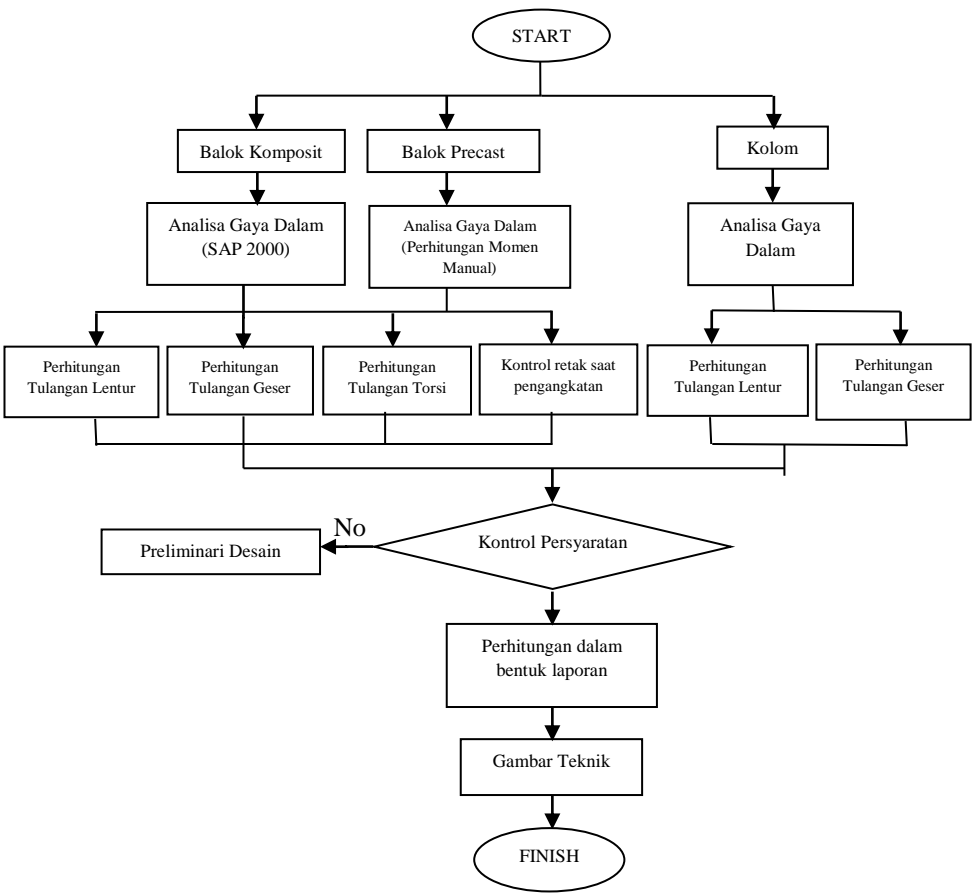 START
Balok Komposit
Balok Precast
Kolom
Analisa Gaya Dalam
(SAP 2000)
Analisa Gaya Dalam
(Perhitungan Momen
Manual)
Analisa Gaya
Dalam
Perhitungan
Tulangan Lentur
Perhitungan
Tulangan Geser
Perhitungan
Tulangan Torsi
Kontrol retak saat
pengangkatan
Perhitungan
Tulangan Lentur
Perhitungan
Tulangan Geser
No
Preliminari Desain
Kontrol Persyaratan
Perhitungan dalam
bentuk laporan
Gambar Teknik
FINISH